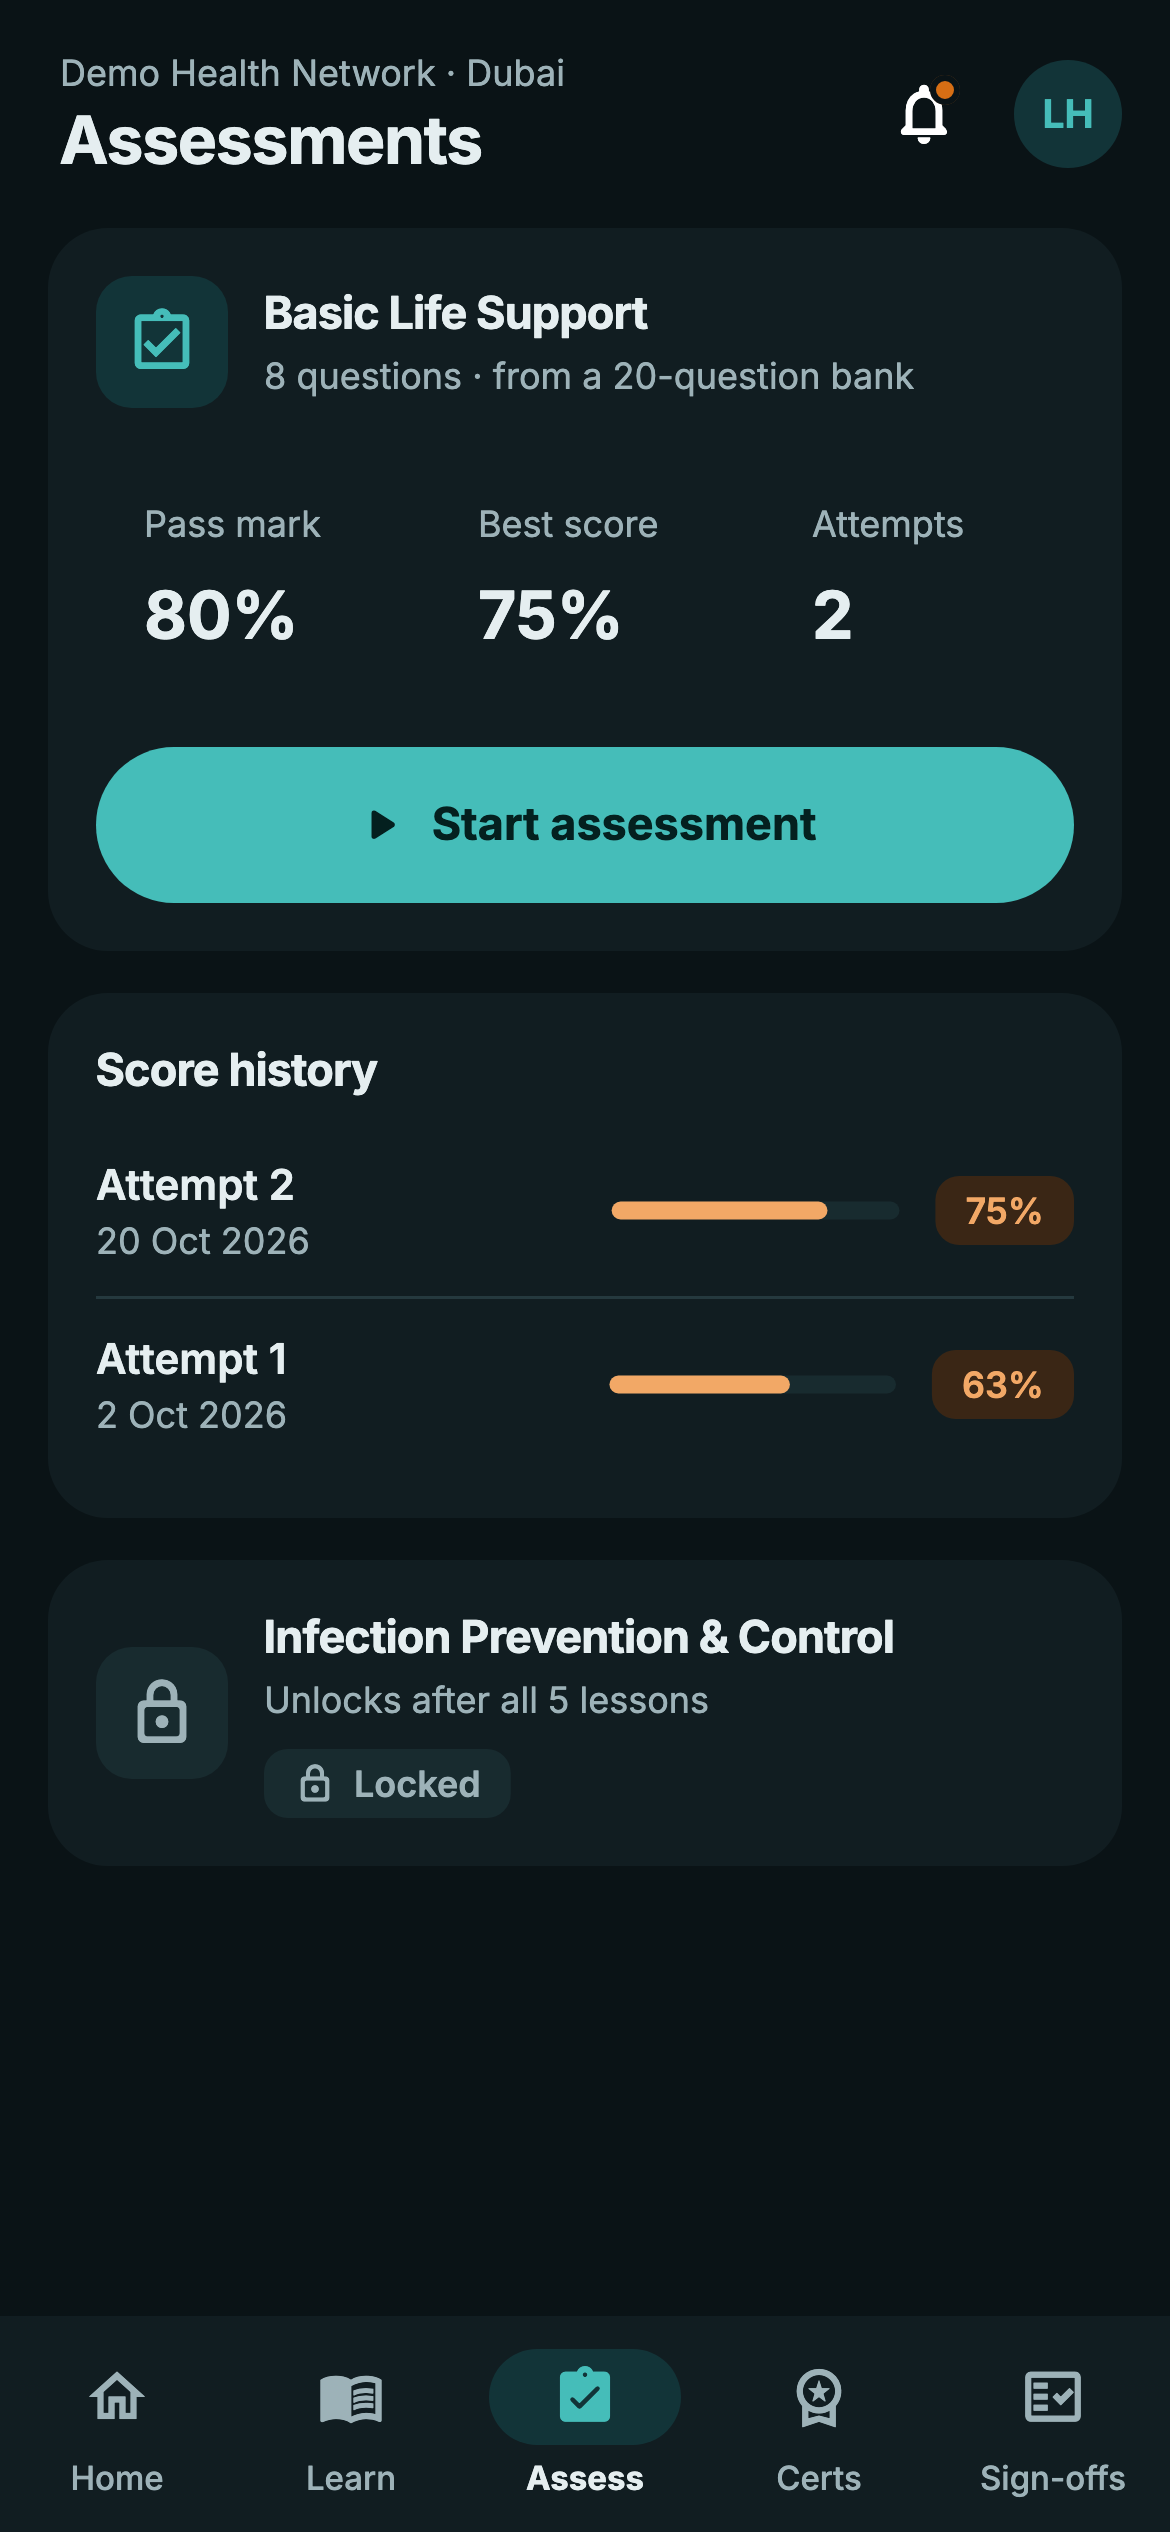 Demo Health Network · Dubai
Assessments
LH
Basic Life Support
8 questions · from a 20-question bank
Pass mark
Best score
Attempts
80%
75%
2
Start assessment
Score history
Attempt 2
20 Oct 2026
75%
Attempt 1
2 Oct 2026
63%
Infection Prevention & Control
Unlocks after all 5 lessons
Locked
Home
Learn
Assess
Certs
Sign-offs